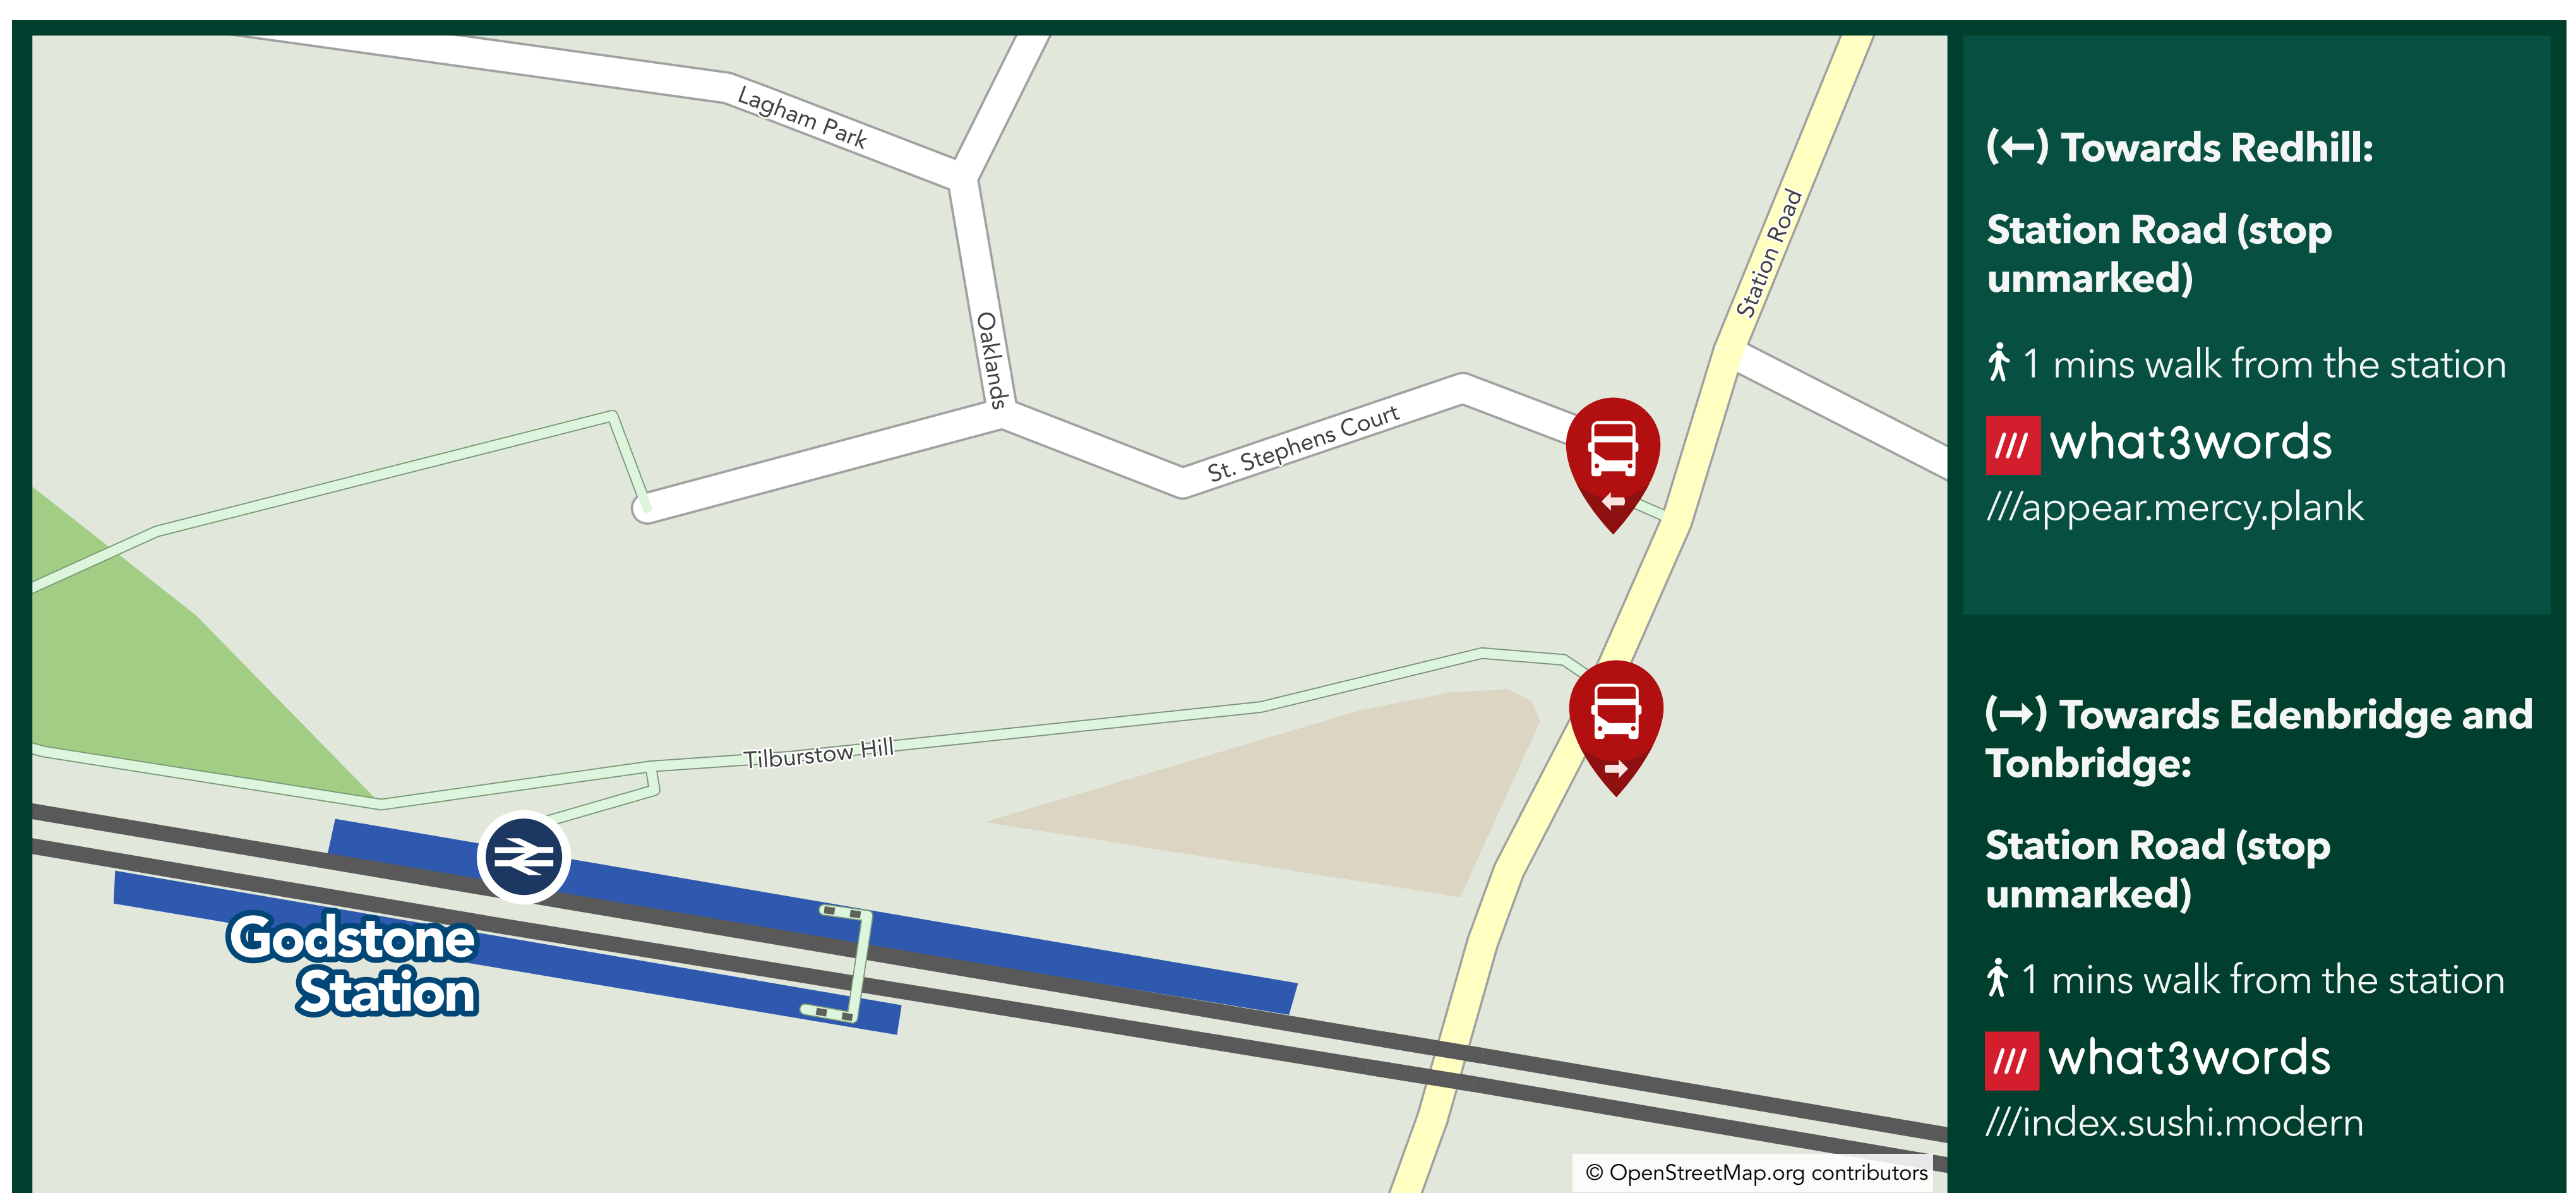 Lagham Park
Oaklands
St. Stephens Court
Station Road
Tilburstow Hill
Godstone
Station
© OpenStreetMap.org contributors
(←) Towards Redhill:
Station Road (stop
unmarked)
1 mins walk from the station
/// what3words
///appear.mercy.plank
(→) Towards Edenbridge and
Tonbridge:
Station Road (stop
unmarked)
1 mins walk from the station
/// what3words
///index.sushi.modern